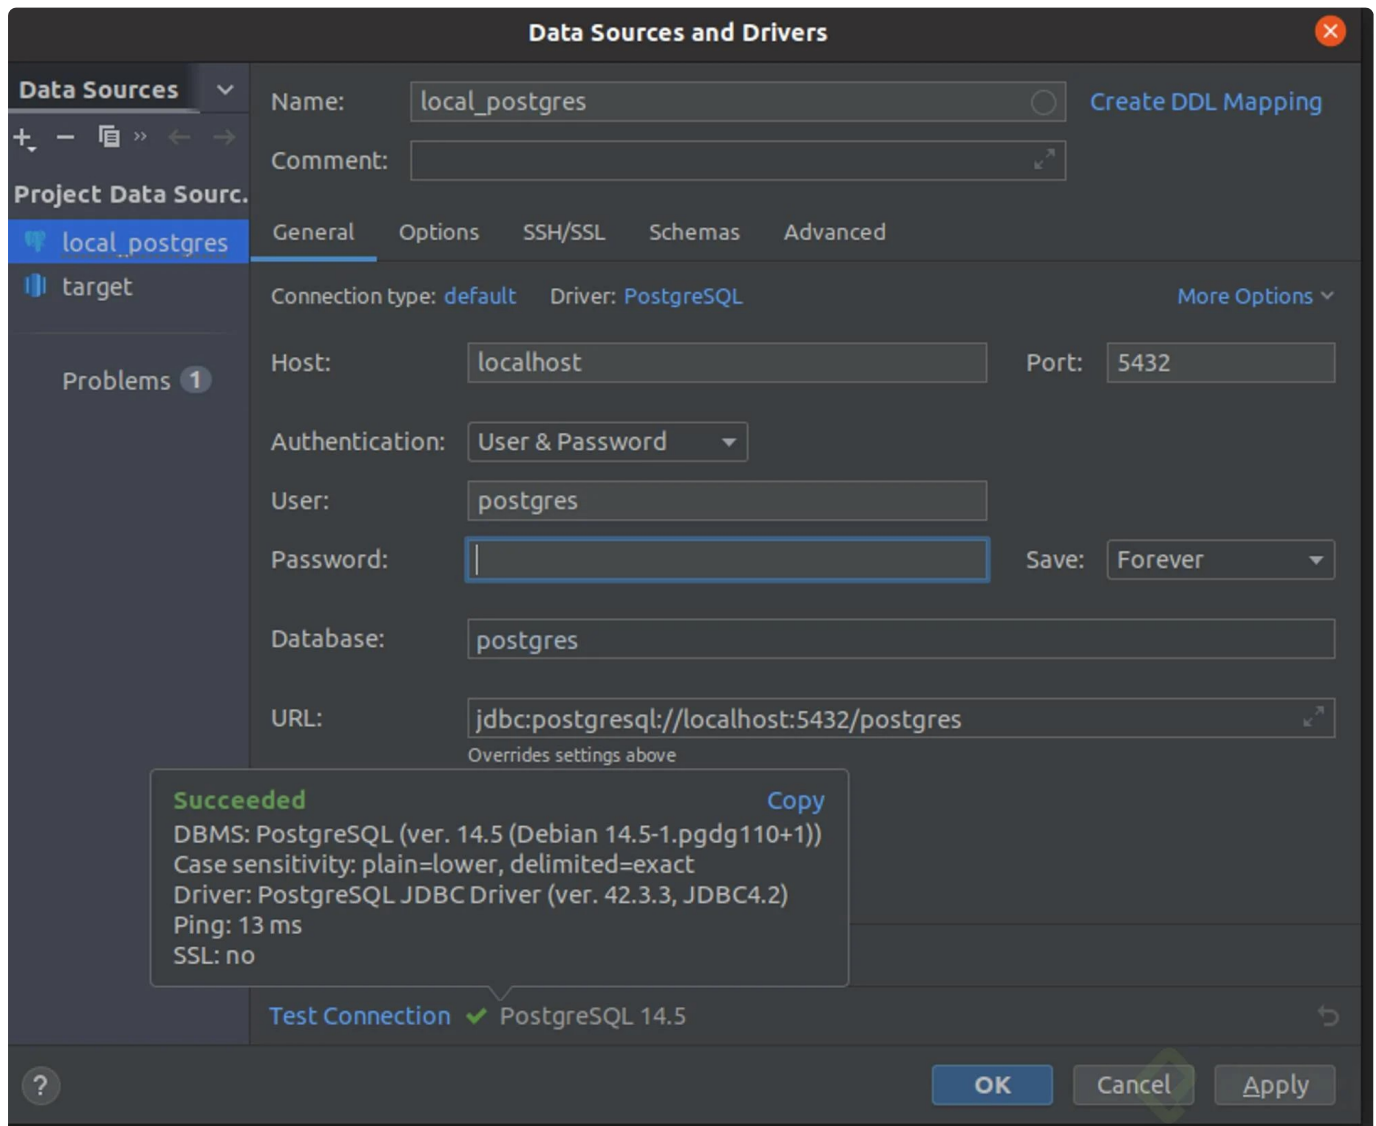 Data Sources and Drivers
Data Sources
Name: local_postgres Create DDL Mapping
Comment:
Project Data Sourc.
local_postgres
target
Problems 1
General Options SSH/SSL Schemas Advanced
Connection type: default Driver: PostgreSQL More Options
Host: localhost Port: 5432
Authentication: User & Password
User: postgres
Password: Save: Forever
Database: postgres
URL: jdbc:postgresql://localhost:5432/postgres
Overrides settings above
Succeeded Copy
DBMS: PostgreSQL (ver. 14.5 (Debian 14.5-1.pgdg110+1))
Case sensitivity: plain=lower, delimited=exact
Driver: PostgreSQL JDBC Driver (ver. 42.3.3, JDBC4.2)
Ping: 13 ms
SSL: no
Test Connection PostgreSQL 14.5
? OK Cancel Apply